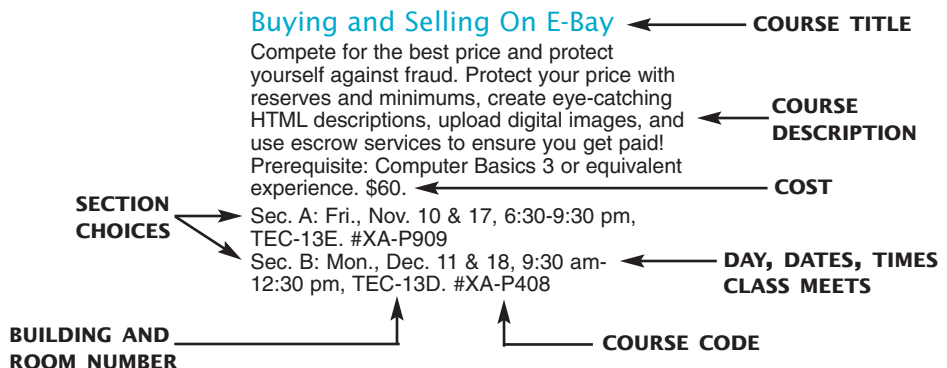 Buying and Selling On E-Bay
COURSE TITLE
Compete for the best price and protect
yourself against fraud. Protect your price with
reserves and minimums, create eye-catching
HTML descriptions, upload digital images, and
use escrow services to ensure you get paid!
Prerequisite: Computer Basics 3 or equivalent
experience. $60.
COURSE
DESCRIPTION
COST
SECTION
CHOICES
Sec. A: Fri., Nov. 10 & 17, 6:30-9:30 pm,
TEC-13E. #XA-P909
Sec. B: Mon., Dec. 11 & 18, 9:30 am-
12:30 pm, TEC-13D. #XA-P408
DAY, DATES, TIMES
CLASS MEETS
BUILDING AND
ROOM NUMBER
COURSE CODE